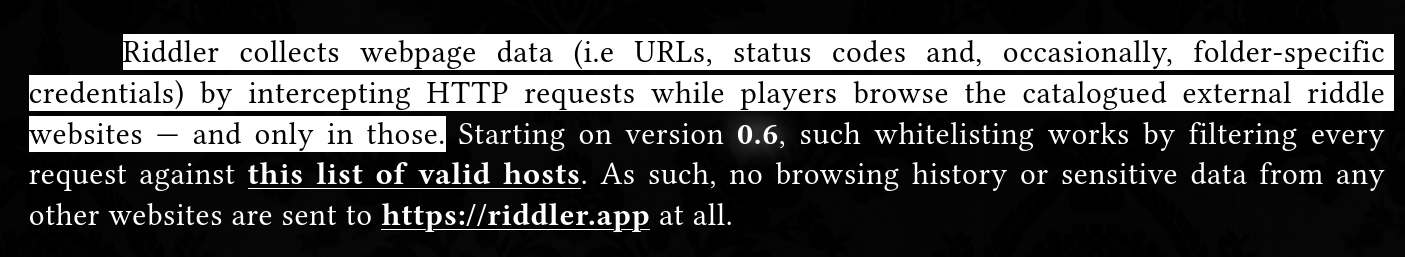 Riddler collects webpage data (i.e URLs, status codes and, occasionally, folder-specific
credentials) by intercepting HTTP requests while players browse the catalogued external riddle
websites — and only in those. Starting on version 0.6, such whitelisting works by filtering every
request against this list of valid hosts. As such, no browsing history or sensitive data from any
other websites are sent to https://riddler.app at all.